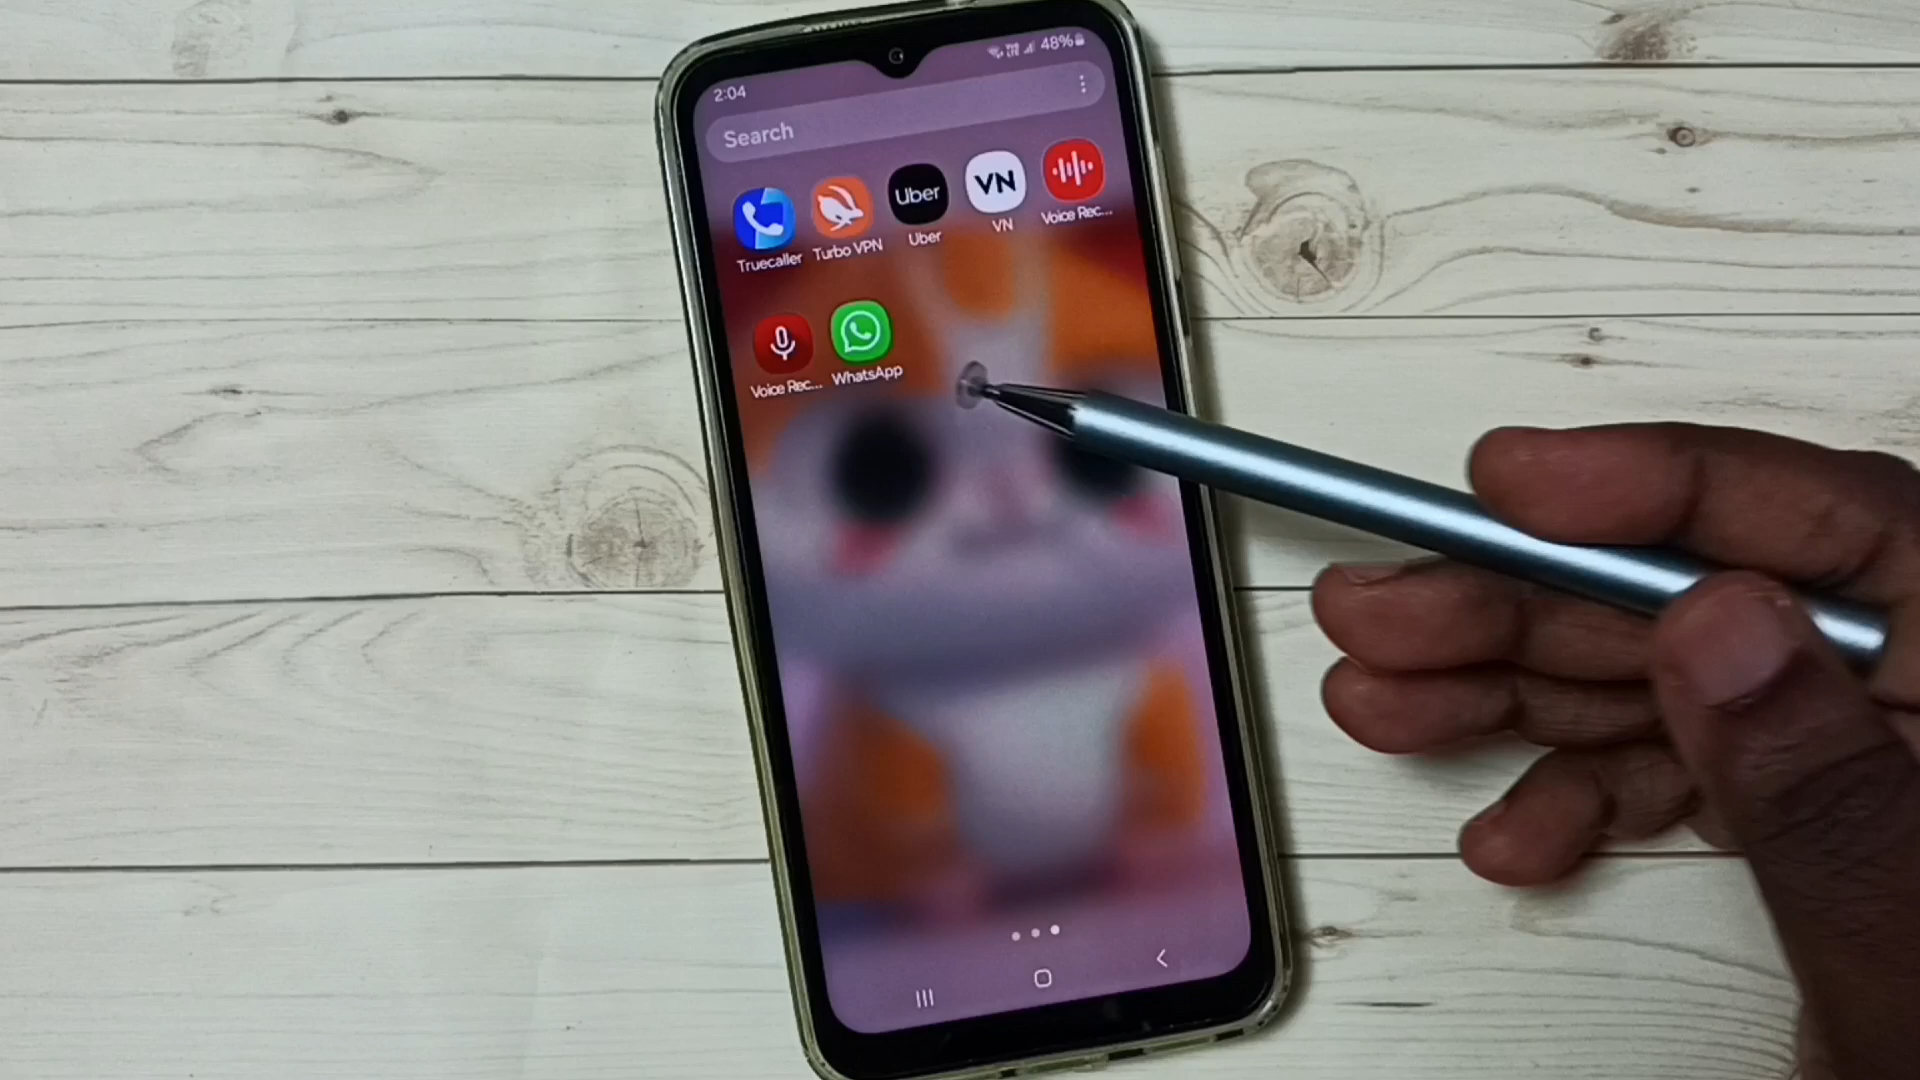 2:04
48%
Search
Uber
VN
Truecaller
Turbo VPN
Uber
VN
Voice Rec...
Voice Rec...
WhatsApp